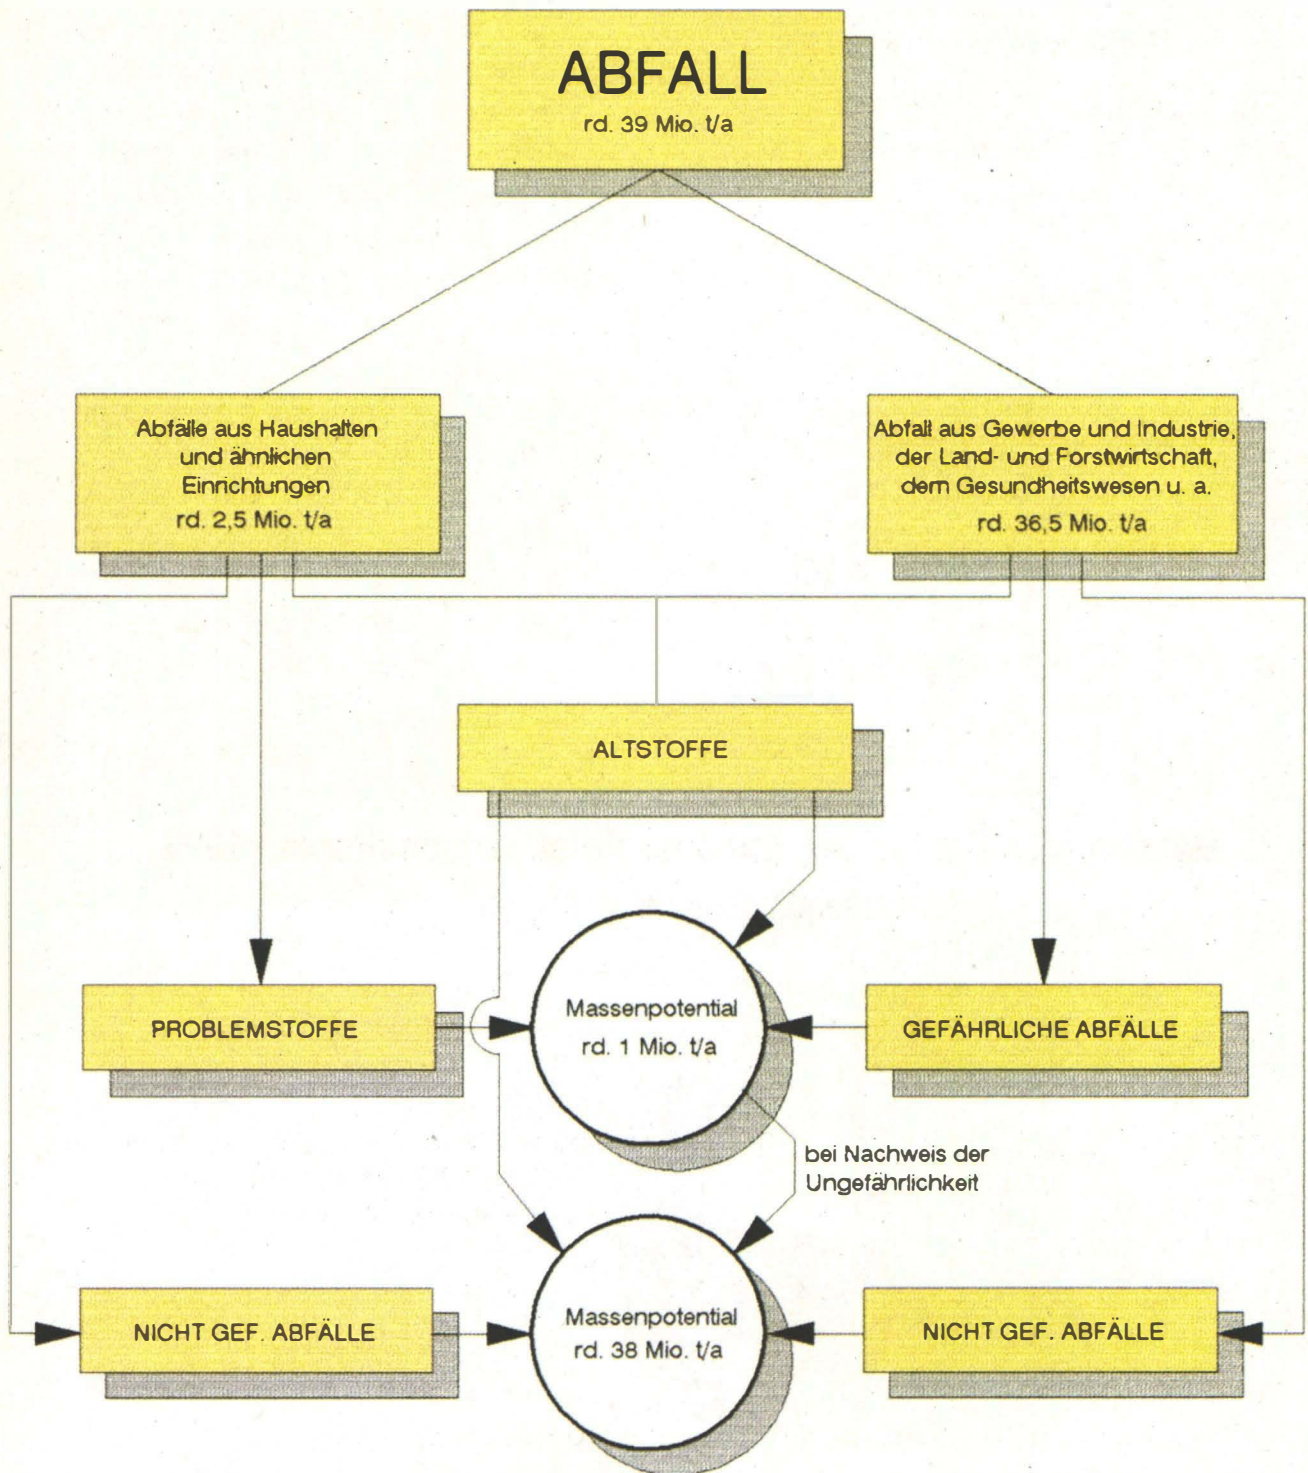 ABFALL
rd. 39 Mio. t/a
Abfälle aus Haushalten
und ähnlichen
Einrichtungen
rd. 2,5 Mio. t/a
Abfall aus Gewerbe und Industrie,
der Land- und Forstwirtschaft,
dem Gesundheitswesen u. a.
rd. 36,5 Mio. t/a
ALTSTOFFE
PROBLEMSTOFFE
Massenpotential
rd. 1 Mio. t/a
GEFÄHRLICHE ABFÄLLE
bei Nachweis der
Ungefährlichkeit
NICHT GEF. ABFÄLLE
Massenpotential
rd. 38 Mio. t/a
NICHT GEF. ABFÄLLE